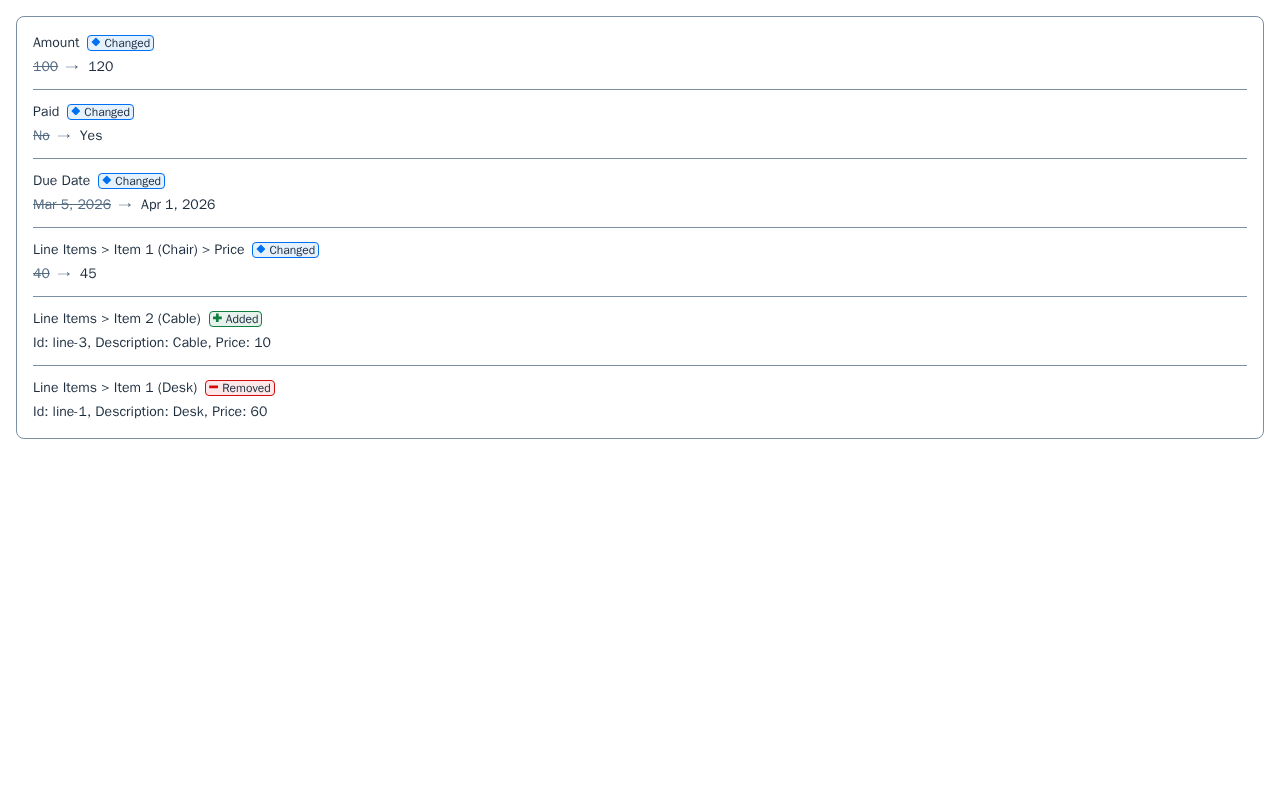 Amount Changed
100 → 120
Paid Changed
No → Yes
Due Date Changed
Mar 5, 2026 → Apr 1, 2026
Line Items > Item 1 (Chair) > Price Changed
40 → 45
Line Items > Item 2 (Cable) Added
Id: line-3, Description: Cable, Price: 10
Line Items > Item 1 (Desk) Removed
Id: line-1, Description: Desk, Price: 60